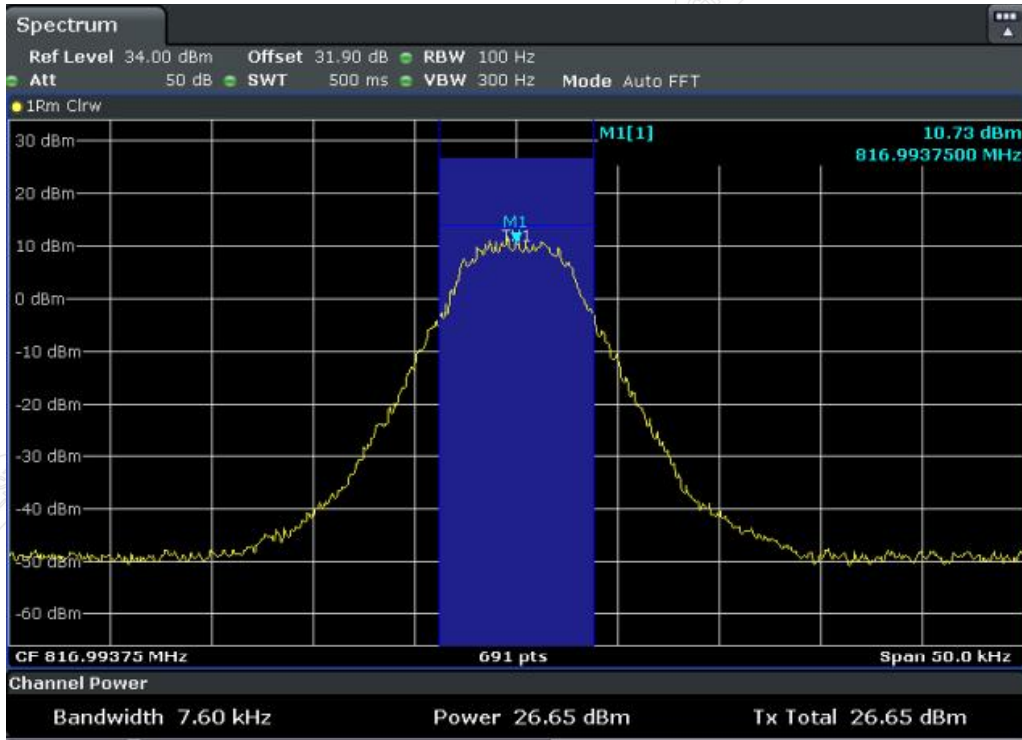 Spectrum
Ref Level 34.00 dBm Offset 31.90 dB RBW 100 Hz
Att 50 dB SWT 500 ms VBW 300 Hz Mode Auto FFT
1Rm Clrw
M1[1] 10.73 dBm
816.9937500 MHz
30 dBm
20 dBm
M1
10 dBm
0 dBm
-10 dBm
-20 dBm
-30 dBm
-40 dBm
-50 dBm
-60 dBm
CF 816.99375 MHz 691 pts Span 50.0 kHz
Channel Power
Bandwidth 7.60 kHz Power 26.65 dBm Tx Total 26.65 dBm